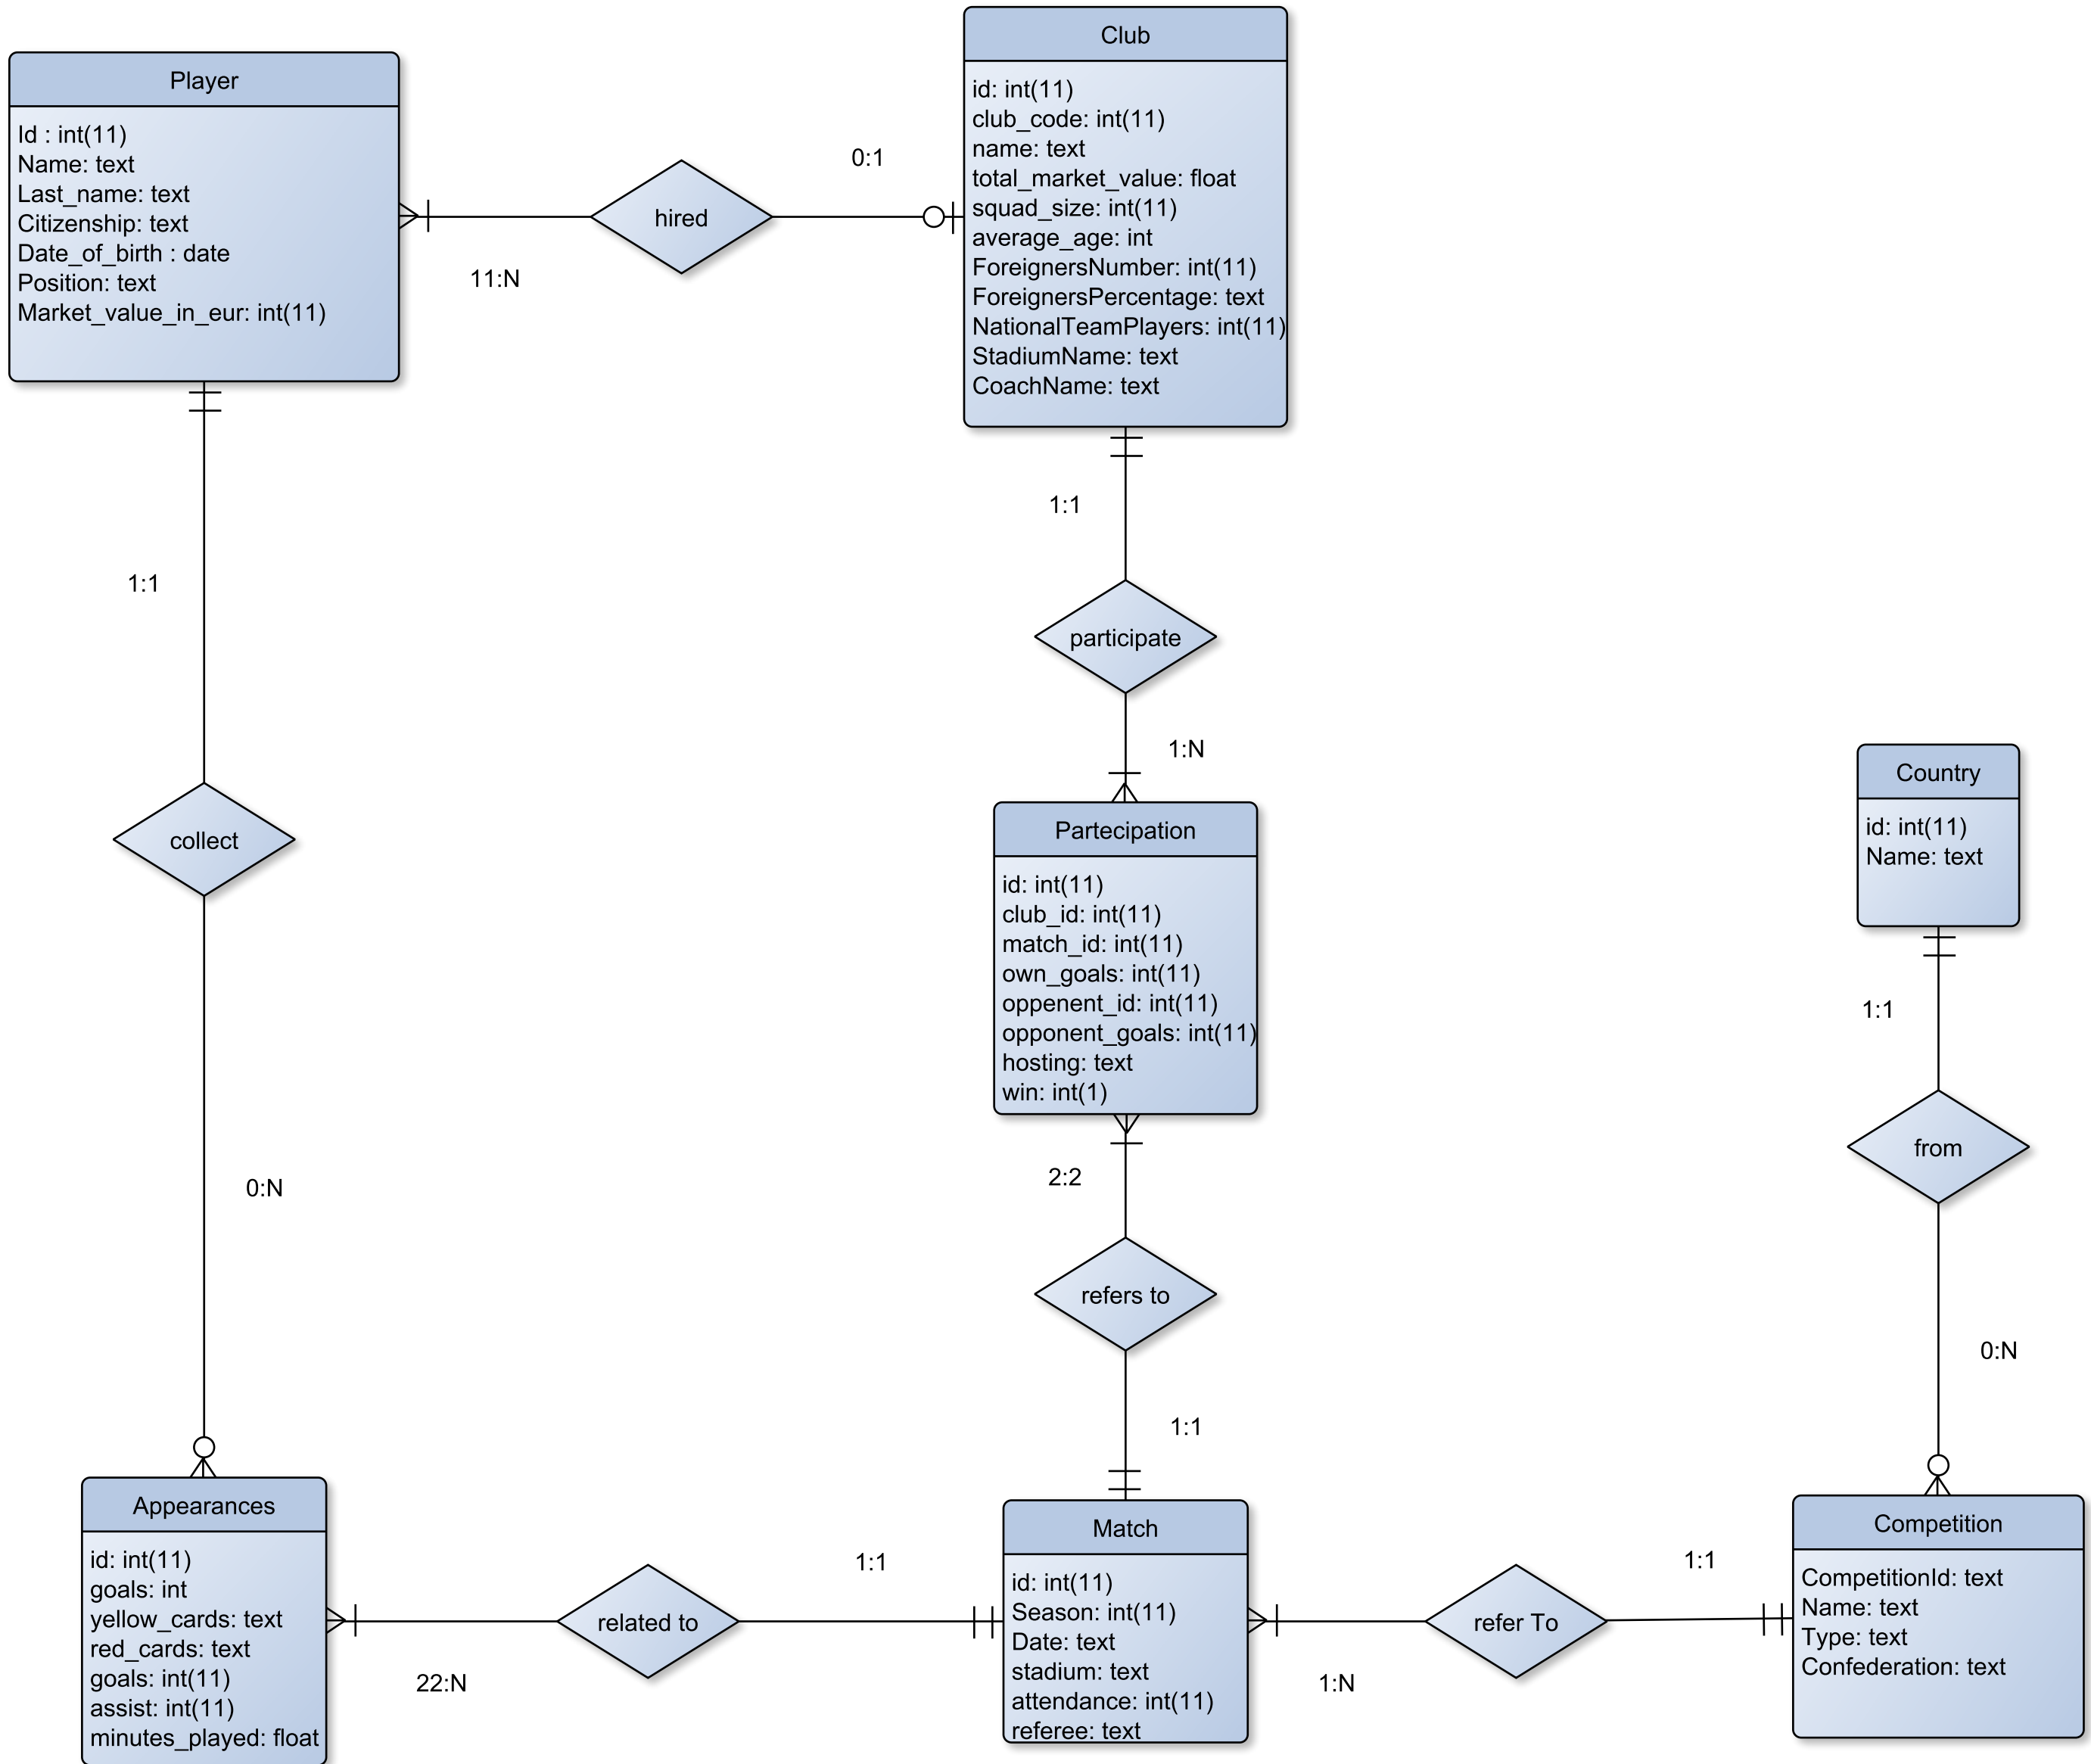 Player
Id : int(11)
Name: text
Last_name: text
Citizenship: text
Date_of_birth : date
Position: text
Market_value_in_eur: int(11)
hired
11:N
0:1
Club
id: int(11)
club_code: int(11)
name: text
total_market_value: float
squad_size: int(11)
average_age: int
ForeignersNumber: int(11)
ForeignersPercentage: text
NationalTeamPlayers: int(11)
StadiumName: text
CoachName: text
1:1
participate
1:N
1:1
collect
0:N
Partecipation
id: int(11)
club_id: int(11)
match_id: int(11)
own_goals: int(11)
oppenent_id: int(11)
opponent_goals: int(11)
hosting: text
win: int(1)
2:2
refers to
1:1
Country
id: int(11)
Name: text
1:1
from
0:N
Appearances
id: int(11)
goals: int
yellow_cards: text
red_cards: text
goals: int(11)
assist: int(11)
minutes_played: float
22:N
related to
1:1
Match
id: int(11)
Season: int(11)
Date: text
stadium: text
attendance: int(11)
referee: text
1:N
refer To
1:1
Competition
CompetitionId: text
Name: text
Type: text
Confederation: text